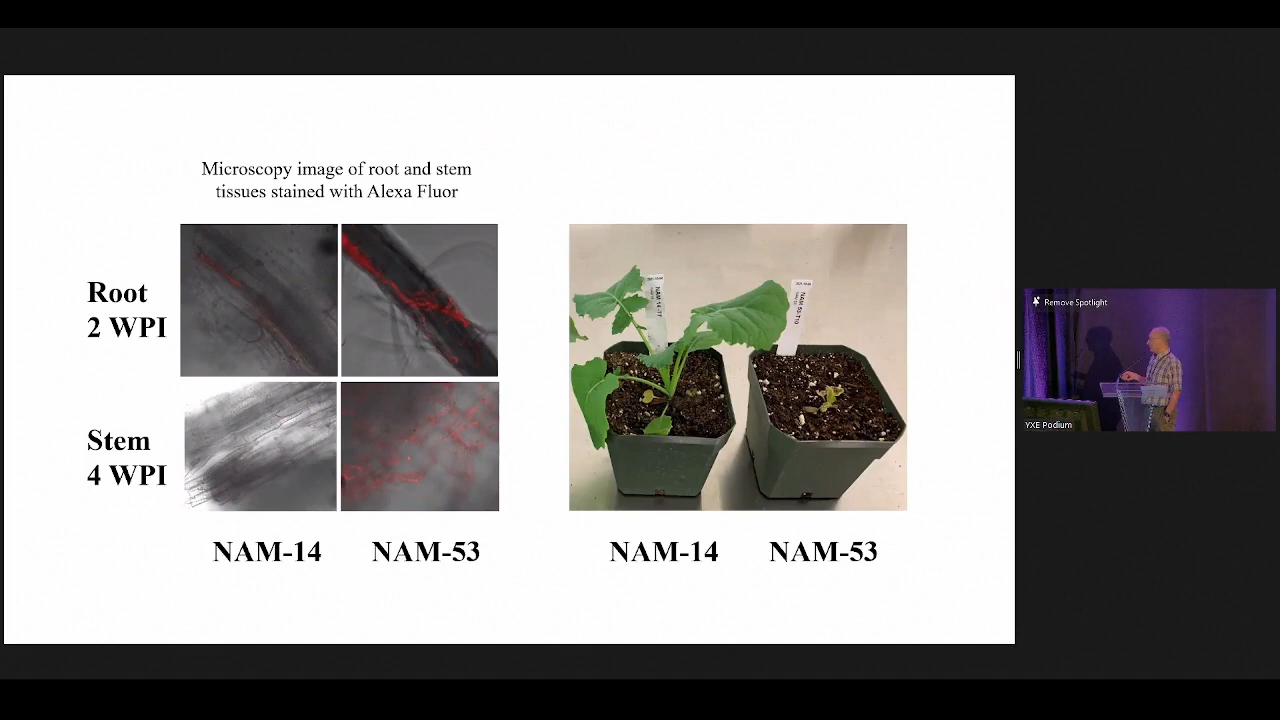 Microscopy image of root and stem
tissues stained with Alexa Fluor
Root
2 WPI
Stem
4 WPI
NAM-14
NAM-53
NAM-14
NAM-53
Remove Spotlight
YXE Podium